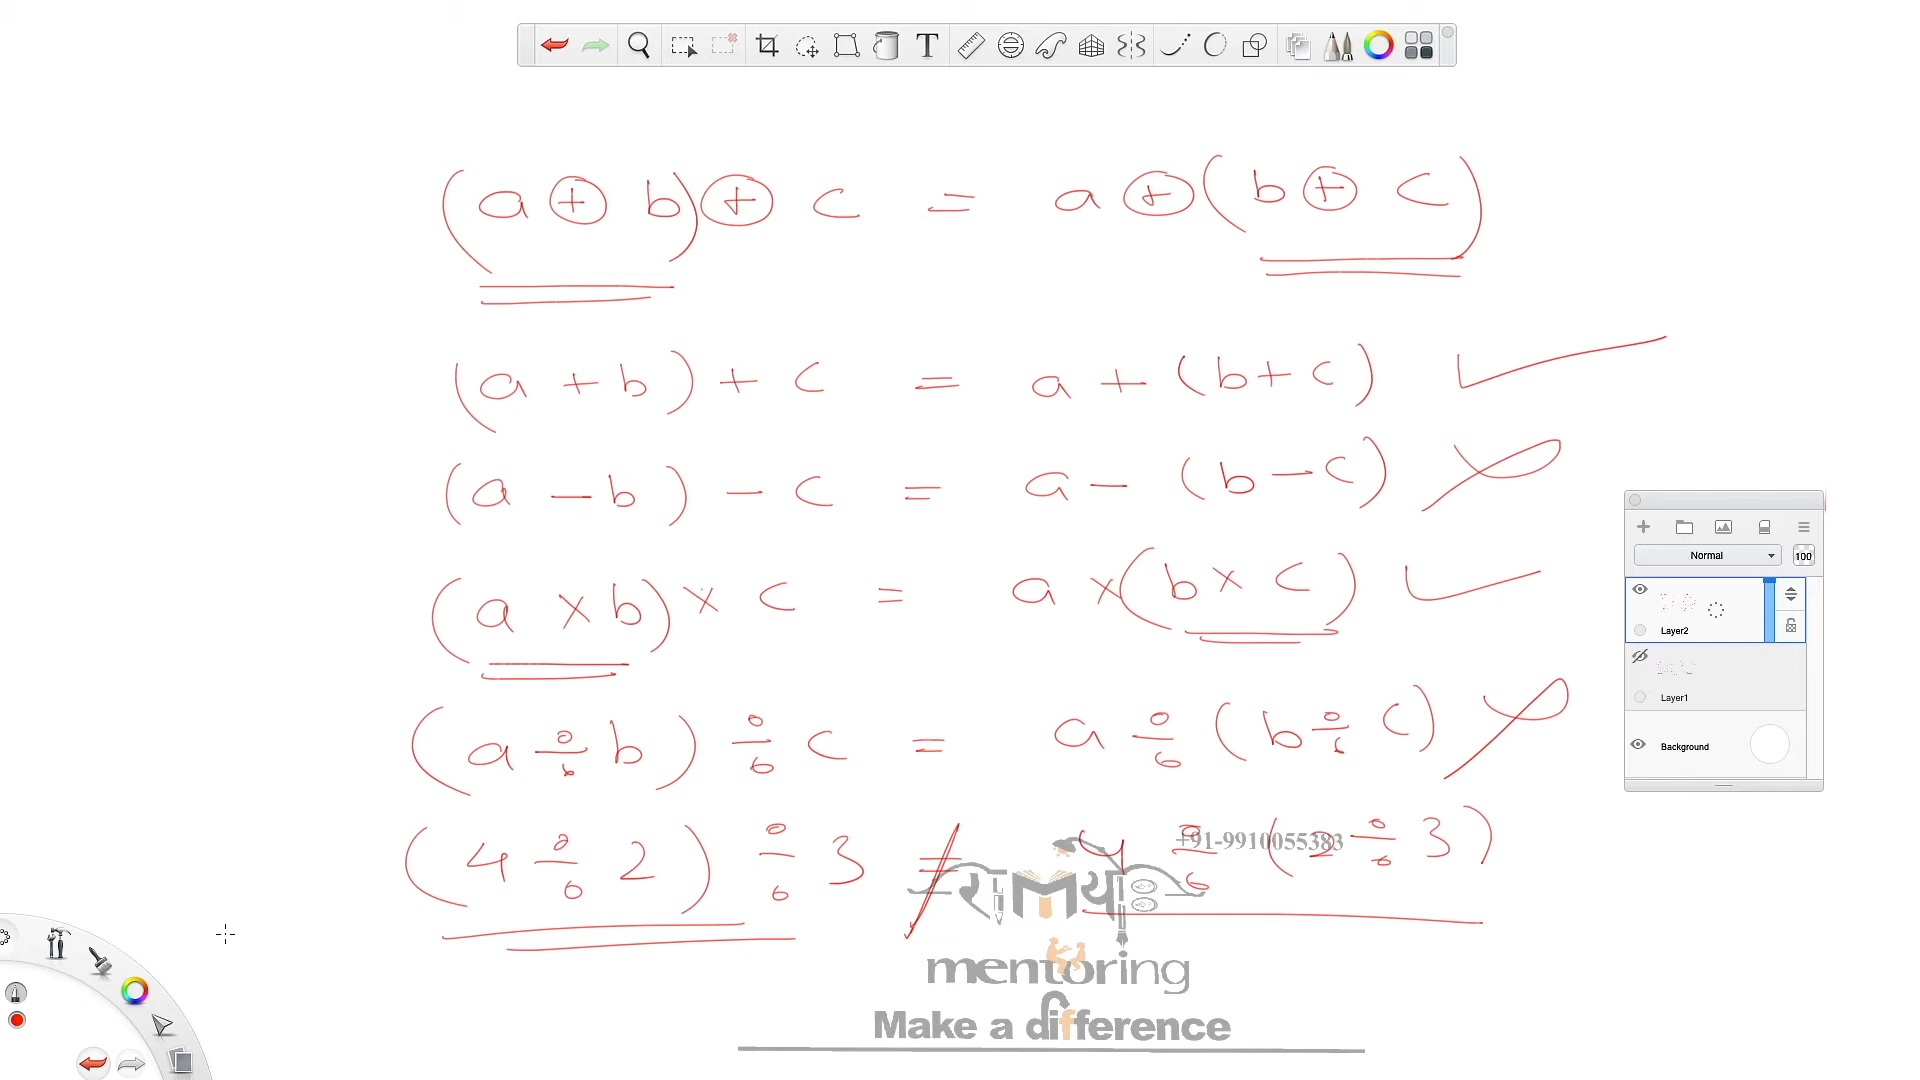 (a ⊕ b) ⊕ c = a ⊕ (b ⊕ c)
(a + b) + c = a + (b + c) ✓
(a - b) - c = a - (b - c) ✗
(a × b) × c = a × (b × c) ✓
(a ÷ b) ÷ c = a ÷ (b ÷ c) ✗
(4 ÷ 2) ÷ 3 ≠ 4 ÷ (2 ÷ 3)
+91-9910055383
mentoring
Make a difference
T
Normal
100
Layer2
Layer1
Background